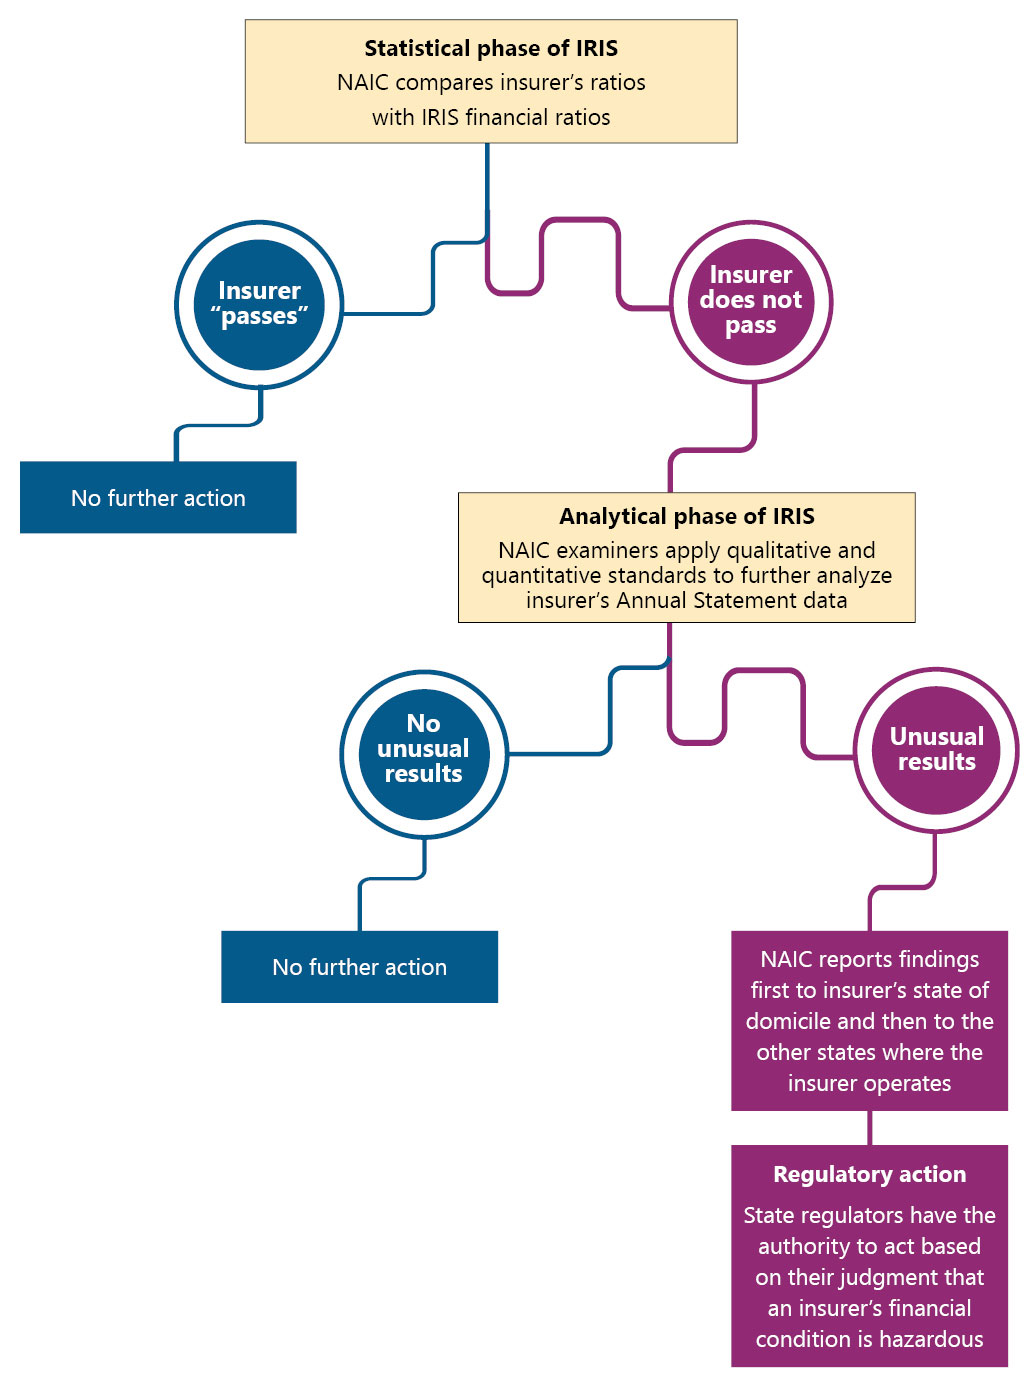 Statistical phase of IRIS
NAIC compares insurer’s ratios
with IRIS financial ratios
Insurer
“passes”
Insurer
does not
pass
No further action
Analytical phase of IRIS
NAIC examiners apply qualitative and
quantitative standards to further analyze
insurer’s Annual Statement data
No
unusual
results
Unusual
results
No further action
NAIC reports findings
first to insurer’s state of
domicile and then to the
other states where the
insurer operates
Regulatory action
State regulators have the
authority to act based
on their judgment that
an insurer’s financial
condition is hazardous